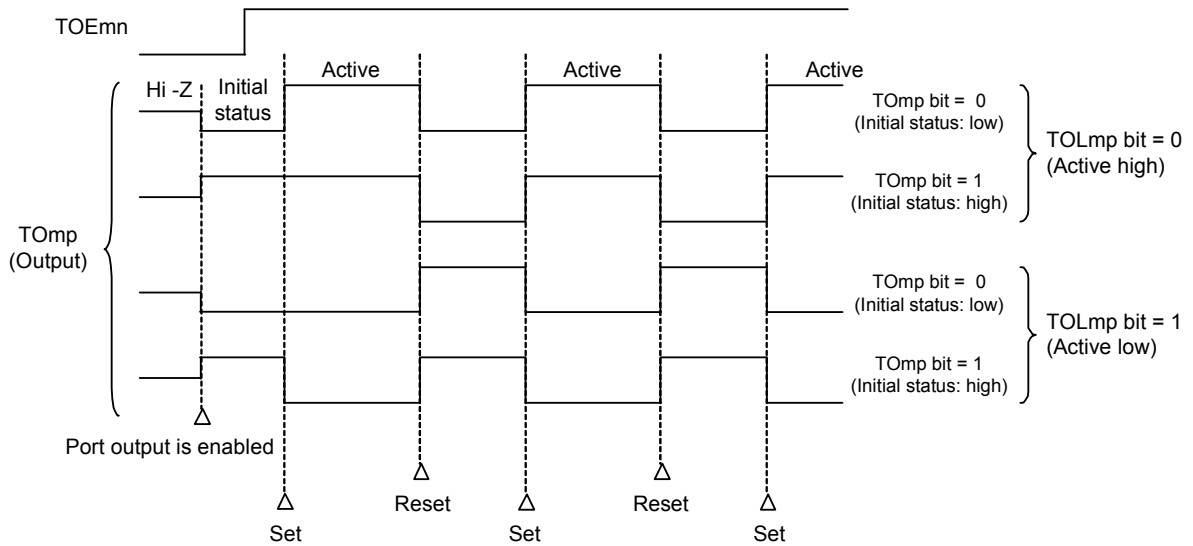 TOEmn
Active
Active
Active
Hi -Z
Initial
status
TOmp bit = 0
(Initial status: low)
TOLmp bit = 0
(Active high)
TOmp bit = 1
(Initial status: high)
TOmp
(Output)
TOmp bit = 0
(Initial status: low)
TOLmp bit = 1
(Active low)
TOmp bit = 1
(Initial status: high)
Port output is enabled
Reset
Reset
Set
Set
Set